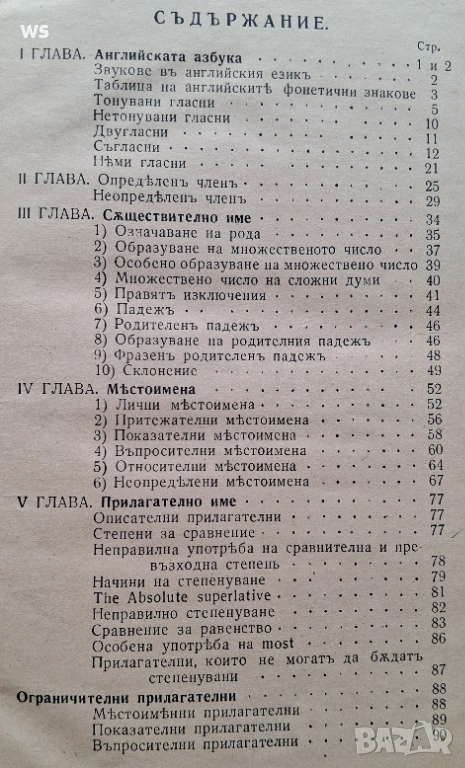 ws
СЪДЪРЖАНИЕ.
Стр.
I ГЛАВА. Английската азбука 1 и 2
Звукове въ английския езикъ 2
Таблица на английскитѣ фонетични знакове 3
Тонувани гласни 5
Нетонувани гласни 10
Двугласни 11
Съгласни 12
Нѣми гласни 21
II ГЛАВА. Опредѣленъ членъ 25
Неопредѣленъ членъ 29
III ГЛАВА. Сѫществително име 34
1) Означаване на рода 35
2) Образуване на множественото число 37
3) Особено образуване на множествено число 39
4) Множествено число на сложни думи 40
5) Правятъ изключения 41
6) Падежъ 44
7) Родителенъ падежъ 46
8) Образуване на родителния падежъ 46
9) Фразенъ родителенъ падежъ 48
10) Склонение 49
IV ГЛАВА. Мѣстоимена 52
1) Лични мѣстоимена 52
2) Притежателни мѣстоимена 56
3) Показателни мѣстоимена 58
4) Въпросителни мѣстоимена 60
5) Относителни мѣстоимена 64
6) Неопредѣлени мѣстоимена 67
V ГЛАВА. Прилагателно име 77
Описателни прилагателни 77
Степени за сравнение 77
Неправилна употрѣба на сравнителна и пре-
възходна степень 78
Начини на степенуване 79
The Absolute superlative 81
Неправилно степенуване 82
Сравнение за равенство 83
Особена употрѣба на most 86
Прилагателни, които не могатъ да бѫдатъ
степенувани 87
Ограничителни прилагателни 88
Мѣстоимѣнни прилагателни 88
Показателни прилагателни 89
Въпросителни прилагателни 90
bazar